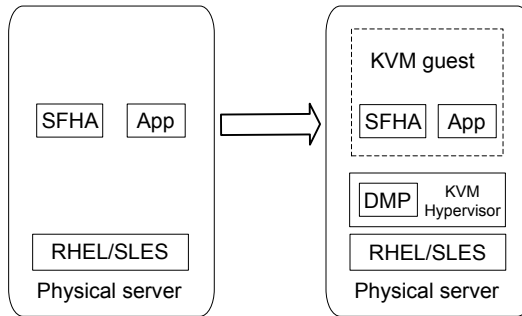 SFHA App
RHEL/SLES
Physical server
KVM guest
SFHA App
DMP KVM
Hypervisor
RHEL/SLES
Physical server